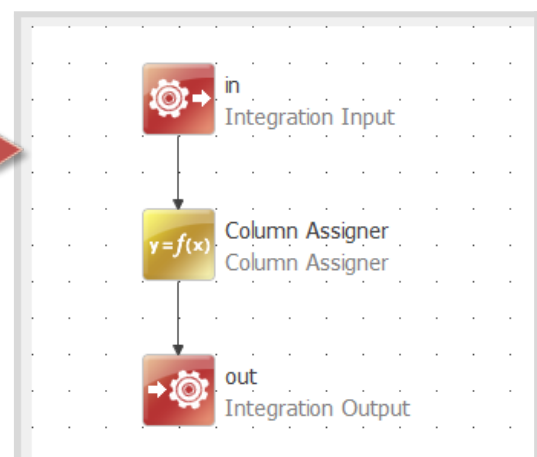 in
Integration Input
y=f(x)
Column Assigner
Column Assigner
out
Integration Output